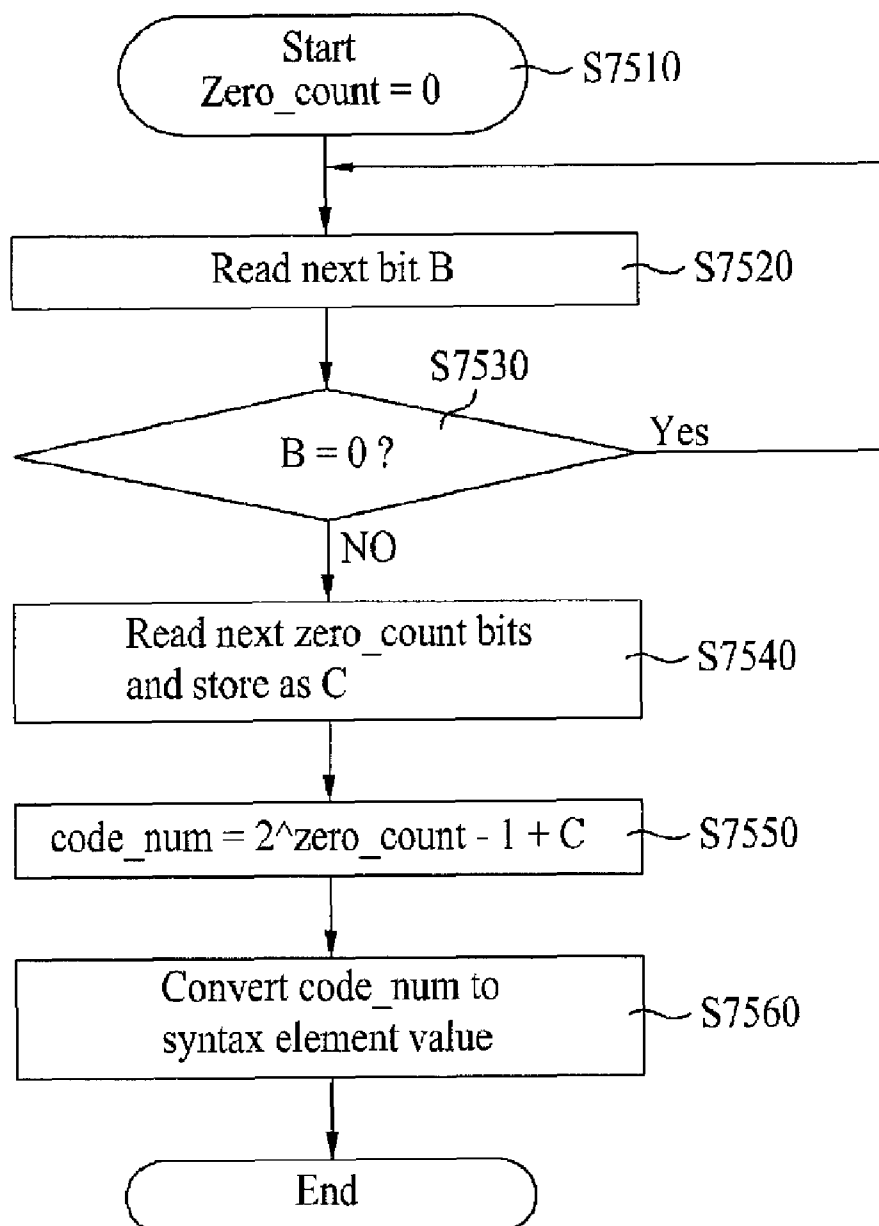 Start
Zero_count = 0
S7510
Read next bit B
S7520
S7530
B = 0 ?
Yes
NO
Read next zero_count bits
and store as C
S7540
code_num = 2^zero_count - 1 + C
S7550
Convert code_num to
syntax element value
S7560
End